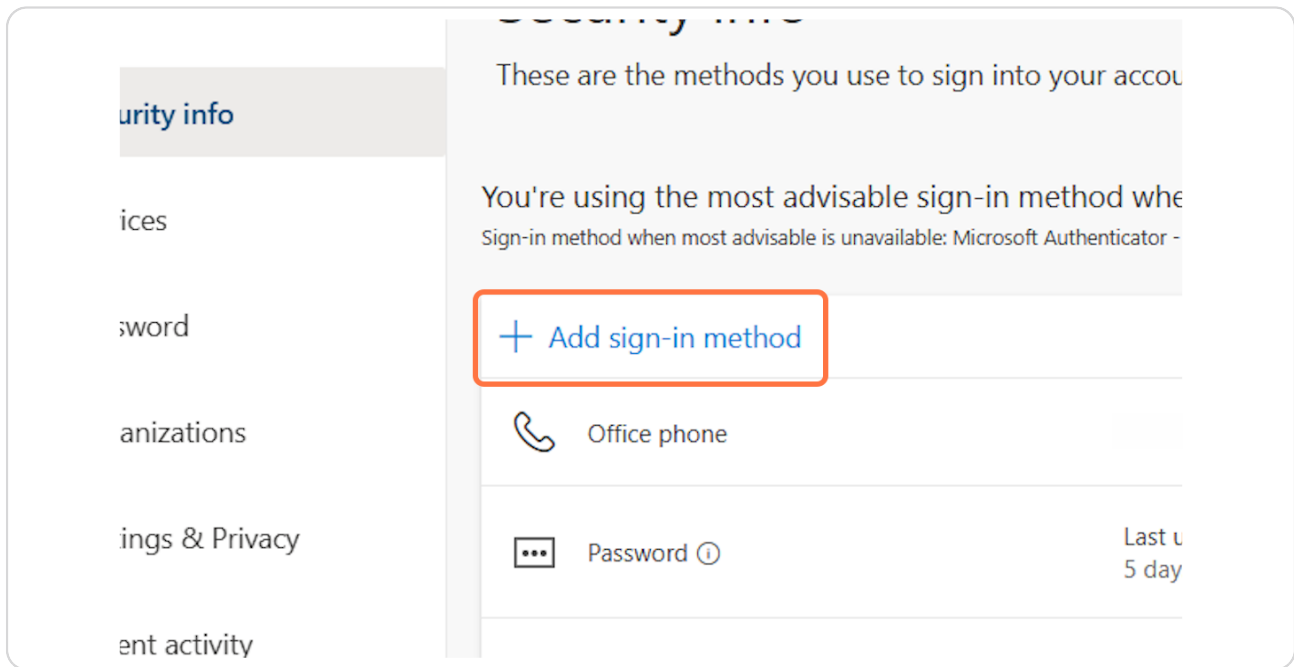 Security info
These are the methods you use to sign into your accou
urity info
You're using the most advisable sign-in method whe
Sign-in method when most advisable is unavailable: Microsoft Authenticator -
ices
+ Add sign-in method
sword
Office phone
anizations
Password
Last u
5 day
ings & Privacy
ent activity